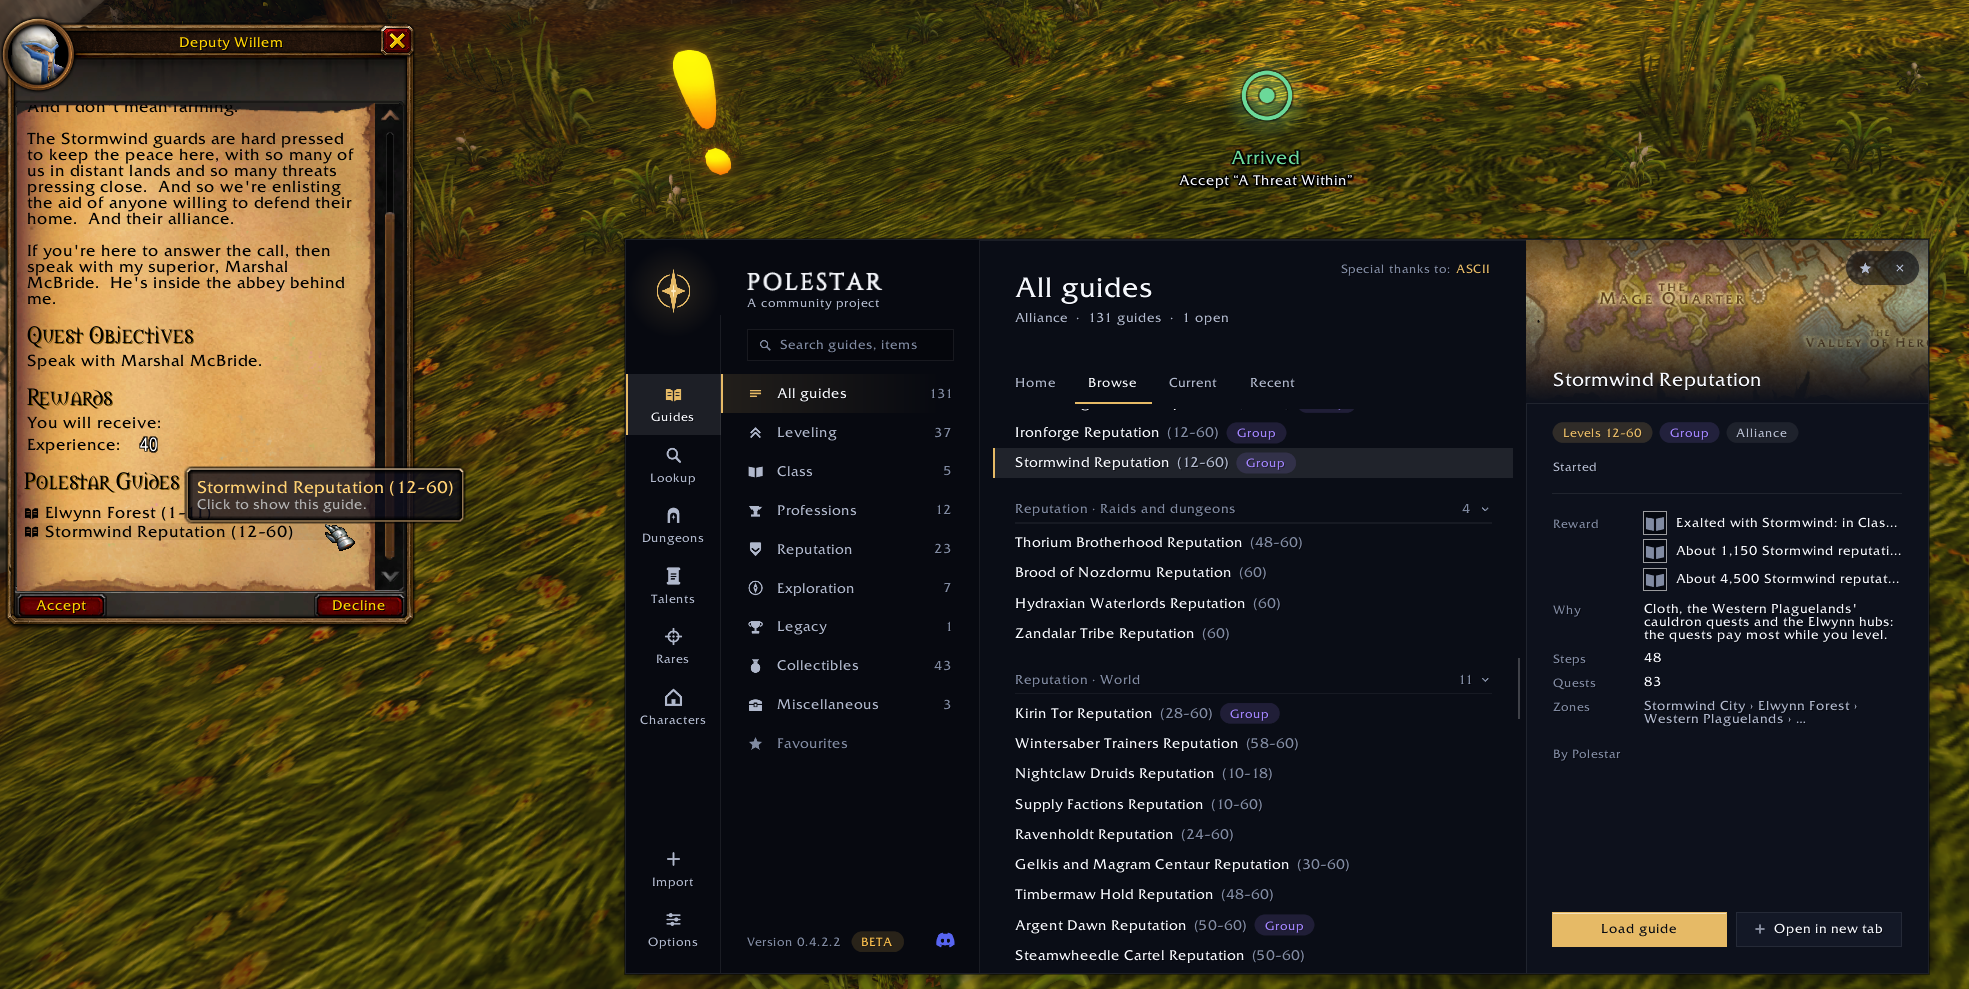 Deputy Willem
And I don't mean farming.
The Stormwind guards are hard pressed
to keep the peace here, with so many of
us in distant lands and so many threats
pressing close.  And so we're enlisting
the aid of anyone willing to defend their
home.  And their alliance.
If you're here to answer the call, then
speak with my superior, Marshal
McBride.  He's inside the abbey behind
me.
Quest Objectives
Speak with Marshal McBride.
Rewards
You will receive:
Experience: 40
Polestar Guides
Elwynn Forest (1-
Stormwind Reputation (12-60)
Stormwind Reputation (12-60)
Click to show this guide.
Accept
Decline
Arrived
Accept “A Threat Within”
Guides
Lookup
Dungeons
Talents
Rares
Characters
Import
Options
POLESTAR
A community project
Search guides, items
All guides 131
Leveling 37
Class 5
Professions 12
Reputation 23
Exploration 7
Legacy 1
Collectibles 43
Miscellaneous 3
Favourites
Version 0.4.2.2 BETA
Special thanks to: ASCII
All guides
Alliance · 131 guides · 1 open
Home Browse Current Recent
Ironforge Reputation (12-60) Group
Stormwind Reputation (12-60) Group
Reputation · Raids and dungeons 4
Thorium Brotherhood Reputation (48-60)
Brood of Nozdormu Reputation (60)
Hydraxian Waterlords Reputation (60)
Zandalar Tribe Reputation (60)
Reputation · World 11
Kirin Tor Reputation (28-60) Group
Wintersaber Trainers Reputation (58-60)
Nightclaw Druids Reputation (10-18)
Supply Factions Reputation (10-60)
Ravenholdt Reputation (24-60)
Gelkis and Magram Centaur Reputation (30-60)
Timbermaw Hold Reputation (48-60)
Argent Dawn Reputation (50-60) Group
Steamwheedle Cartel Reputation (50-60)
THE
MAGE QUARTER
THE
VALLEY OF HER
Stormwind Reputation
Levels 12-60 Group Alliance
Started
Reward
Exalted with Stormwind: in Clas...
About 1,150 Stormwind reputati...
About 4,500 Stormwind reputat...
Why Cloth, the Western Plaguelands'
cauldron quests and the Elwynn hubs:
the quests pay most while you level.
Steps 48
Quests 83
Zones Stormwind City › Elwynn Forest ›
Western Plaguelands › ...
By Polestar
Load guide
+ Open in new tab